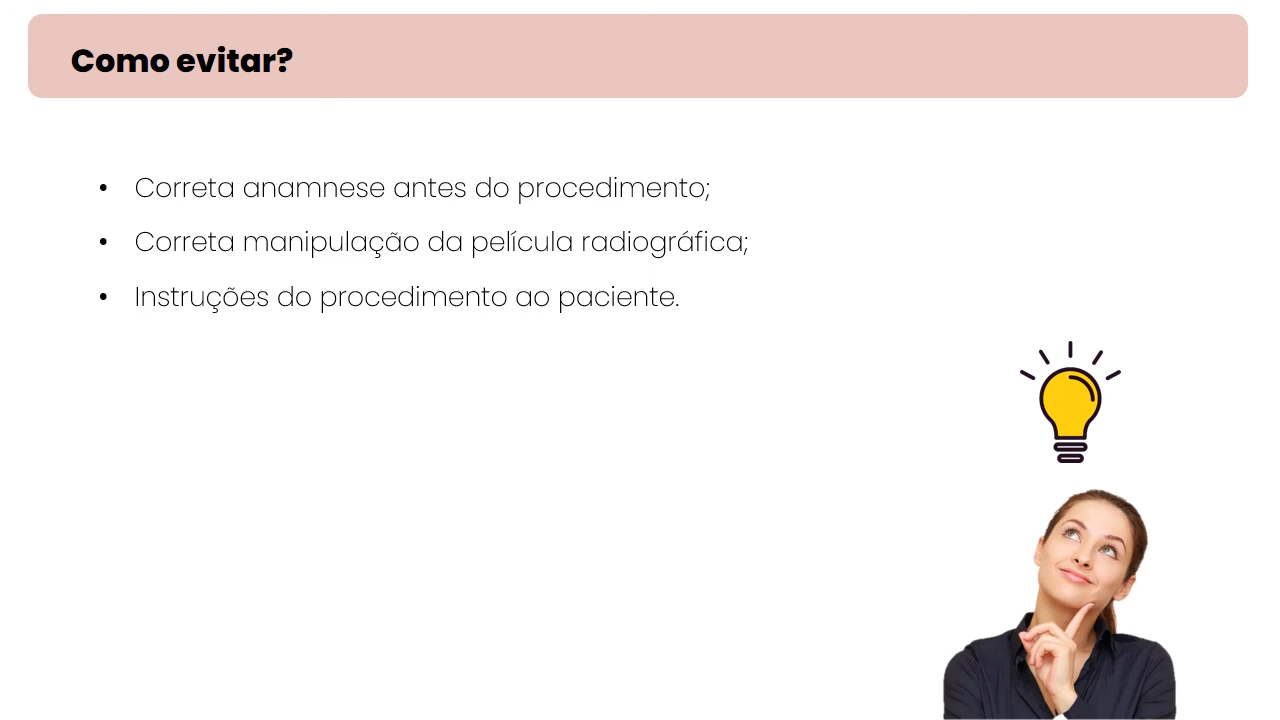 Como evitar?
• Correta anamnese antes do procedimento;
• Correta manipulação da película radiográfica;
• Instruções do procedimento ao paciente.